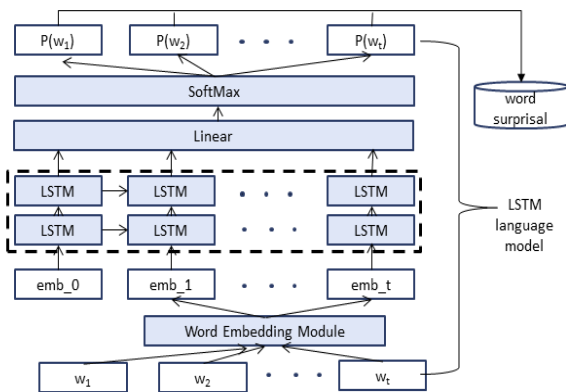 P(w₁) P(w₂) . . . P(wₜ)
SoftMax
word
surprisal
Linear
LSTM LSTM . . . LSTM
LSTM LSTM . . . LSTM
LSTM
language
model
emb_0 emb_1 . . . emb_t
Word Embedding Module
w₁ w₂ . . . wₜ